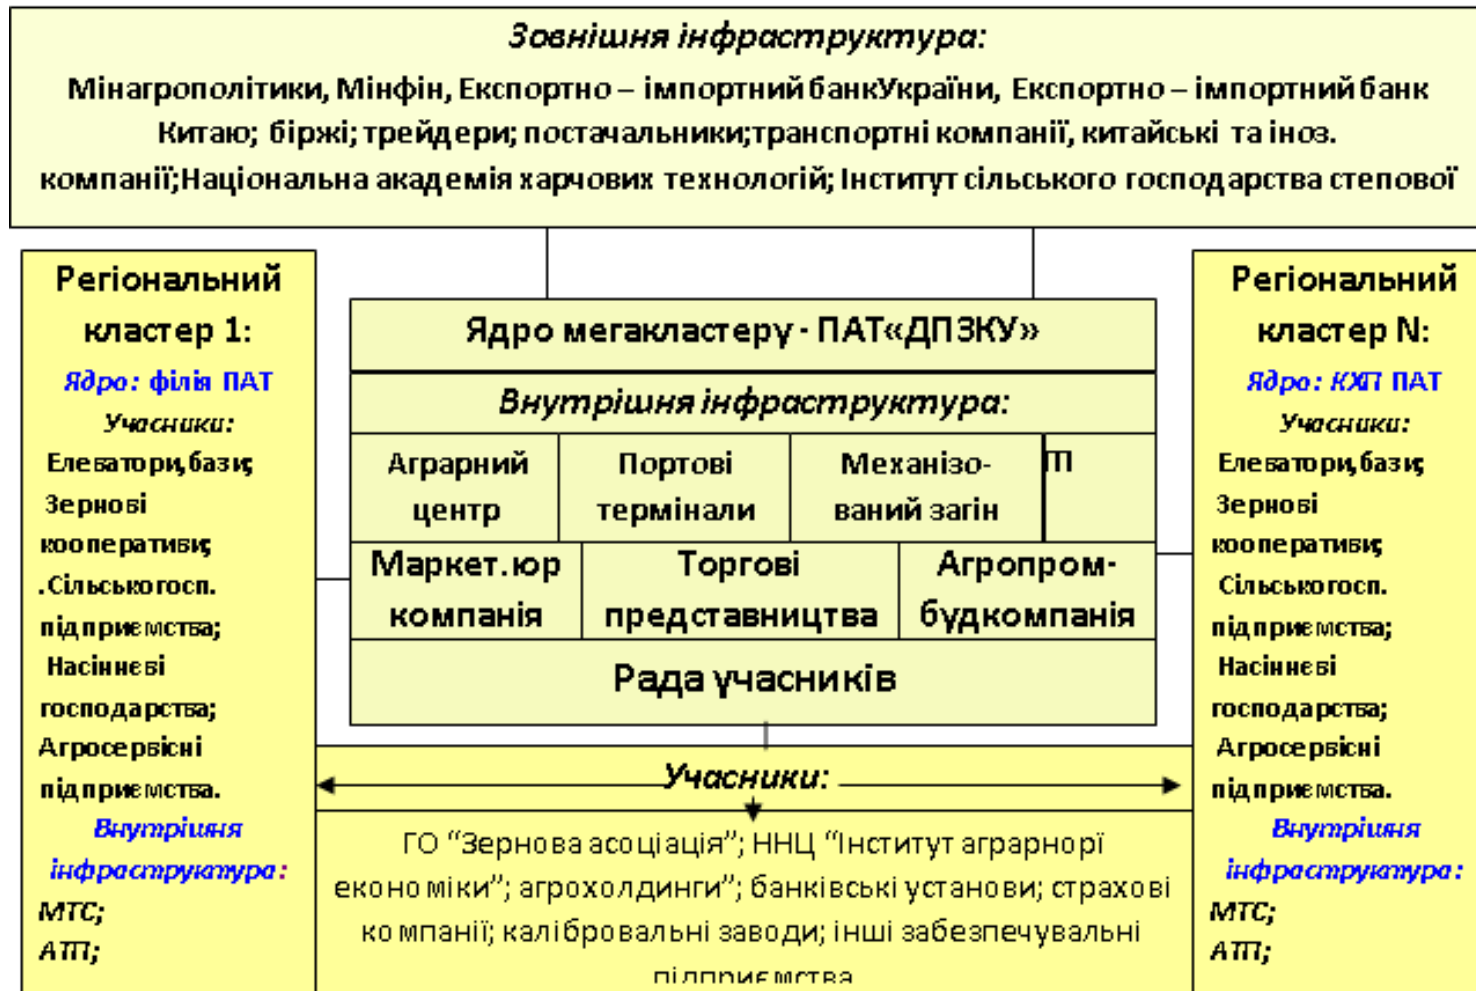 Зовнішня інфраструктура:
Мінагрополітики, Мінфін, Експортно – імпортний банкУкраїни, Експортно – імпортний банк
Китаю; біржі; трейдери; постачальники;транспортні компанії, китайські та іноз.
компанії;Національна академія харчових технологій; Інститут сільського господарства степової
Регіональний
кластер 1:
Ядро: філія ПАТ
Учасники:
Елеватори,бази;
Зернові
кооперативи;
.Сільськогосп.
підприємства;
Насінневі
господарства;
Агросервісні
підприємства.
Внутрішня
інфраструктура:
МТС;
АТП;
Ядро мегакластеру - ПАТ«ДПЗКУ»
Внутрішня інфраструктура:
Аграрний
центр
Портові
термінали
Механізо-
ваний загін
Маркет.юр
компанія
Торгові
представництва
Агропром-
будкомпанія
Рада учасників
Учасники:
ГО “Зернова асоціація”; ННЦ “Інститут аграрнорї
економіки”; агрохолдинги”; банківські установи; страхові
компанії; калібровальні заводи; інші забезпечувальні
підприємства
Регіональний
кластер N:
Ядро: КХП ПАТ
Учасники:
Елеватори,бази;
Зернові
кооперативи;
Сільськогосп.
підприємства;
Насінневі
господарства;
Агросервісні
підприємства.
Внутрішня
інфраструктура:
МТС;
АТП;